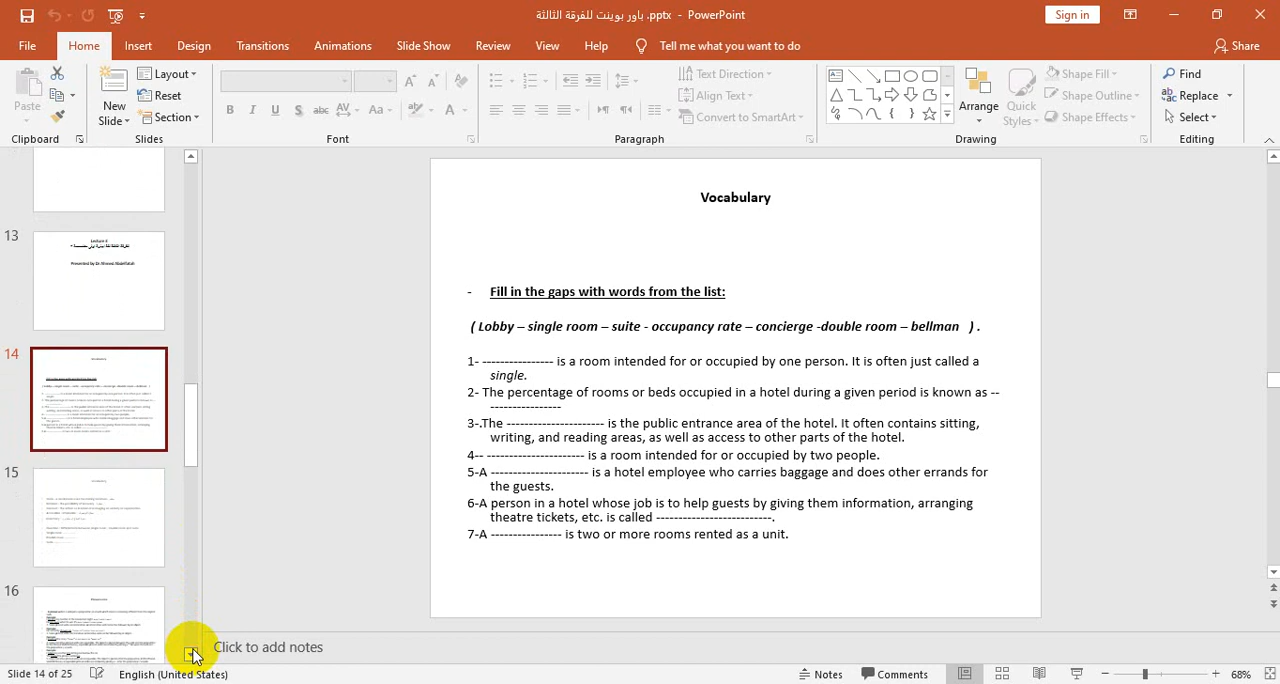 باور بوينت للفرقة الثالثة .pptx - PowerPoint
Sign in
File Home Insert Design Transitions Animations Slide Show Review View Help Tell me what you want to do Share
Paste
Clipboard
New Slide
Layout
Reset
Section
Slides
B I U S abc AV Aa A
Font
Text Direction
Align Text
Convert to SmartArt
Paragraph
Arrange
Quick Styles
Shape Fill
Shape Outline
Shape Effects
Drawing
Find
Replace
Select
Editing
13
Presented by Dr Ahmed Abdelfattah
14
Vocabulary
15
Vocabulary
16
Vocabulary
- Fill in the gaps with words from the list:
( Lobby – single room – suite - occupancy rate – concierge -double room – bellman ) .
1- ---------------- is a room intended for or occupied by one person. It is often just called a
single.
2- The percentage of rooms or beds occupied in a hotel during a given period is known as --
----------------
3-.The ---------------------- is the public entrance area of the hotel. It often contains sitting,
writing, and reading areas, as well as access to other parts of the hotel.
4-- ---------------------- is a room intended for or occupied by two people.
5-A ---------------------- is a hotel employee who carries baggage and does other errands for
the guests.
6-A person in a hotel whose job is to help guests by giving them information, arranging
theatre tickets, etc. is called -------------------------
7-A ---------------- is two or more rooms rented as a unit.
Click to add notes
Slide 14 of 25 English (United States) Notes Comments 68%